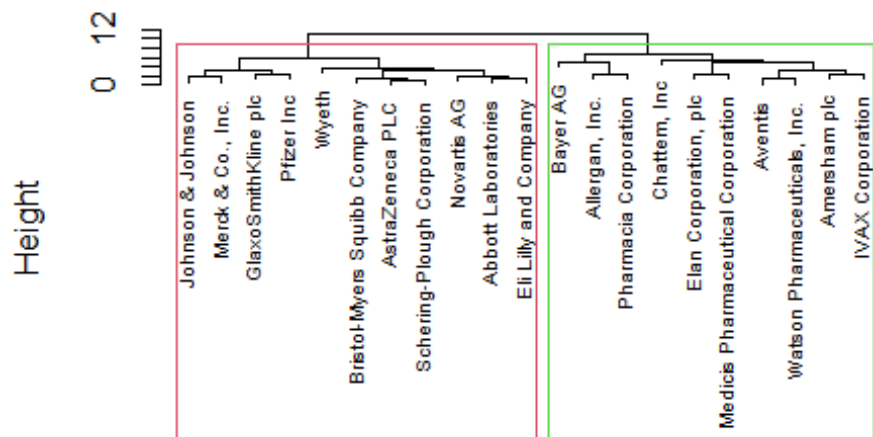 12
0
Height
Johnson & Johnson
Merck & Co., Inc.
GlaxoSmithKline plc
Pfizer Inc
Wyeth
Bristol-Myers Squibb Company
AstraZeneca PLC
Schering-Plough Corporation
Novartis AG
Abbott Laboratories
Eli Lilly and Company
Bayer AG
Allergan, Inc.
Pharmacia Corporation
Chattem, Inc
Elan Corporation, plc
Medicis Pharmaceutical Corporation
Aventis
Watson Pharmaceuticals, Inc.
Amersham plc
IVAX Corporation